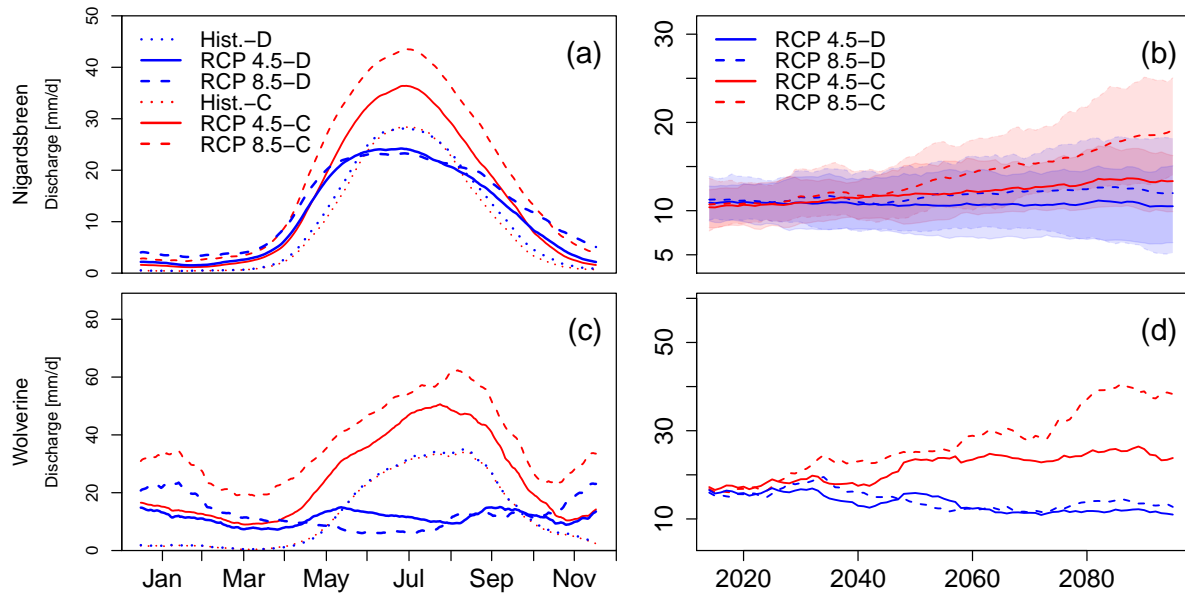 Nigardsbreen
Discharge [mm/d]
50
40
30
20
10
0
Hist.−D
RCP 4.5−D
RCP 8.5−D
Hist.−C
RCP 4.5−C
RCP 8.5−C
(a)
30
20
10
5
RCP 4.5−D
RCP 8.5−D
RCP 4.5−C
RCP 8.5−C
(b)
Wolverine
Discharge [mm/d]
80
60
40
20
0
(c)
Jan Mar May Jul Sep Nov
50
30
10
(d)
2020 2040 2060 2080